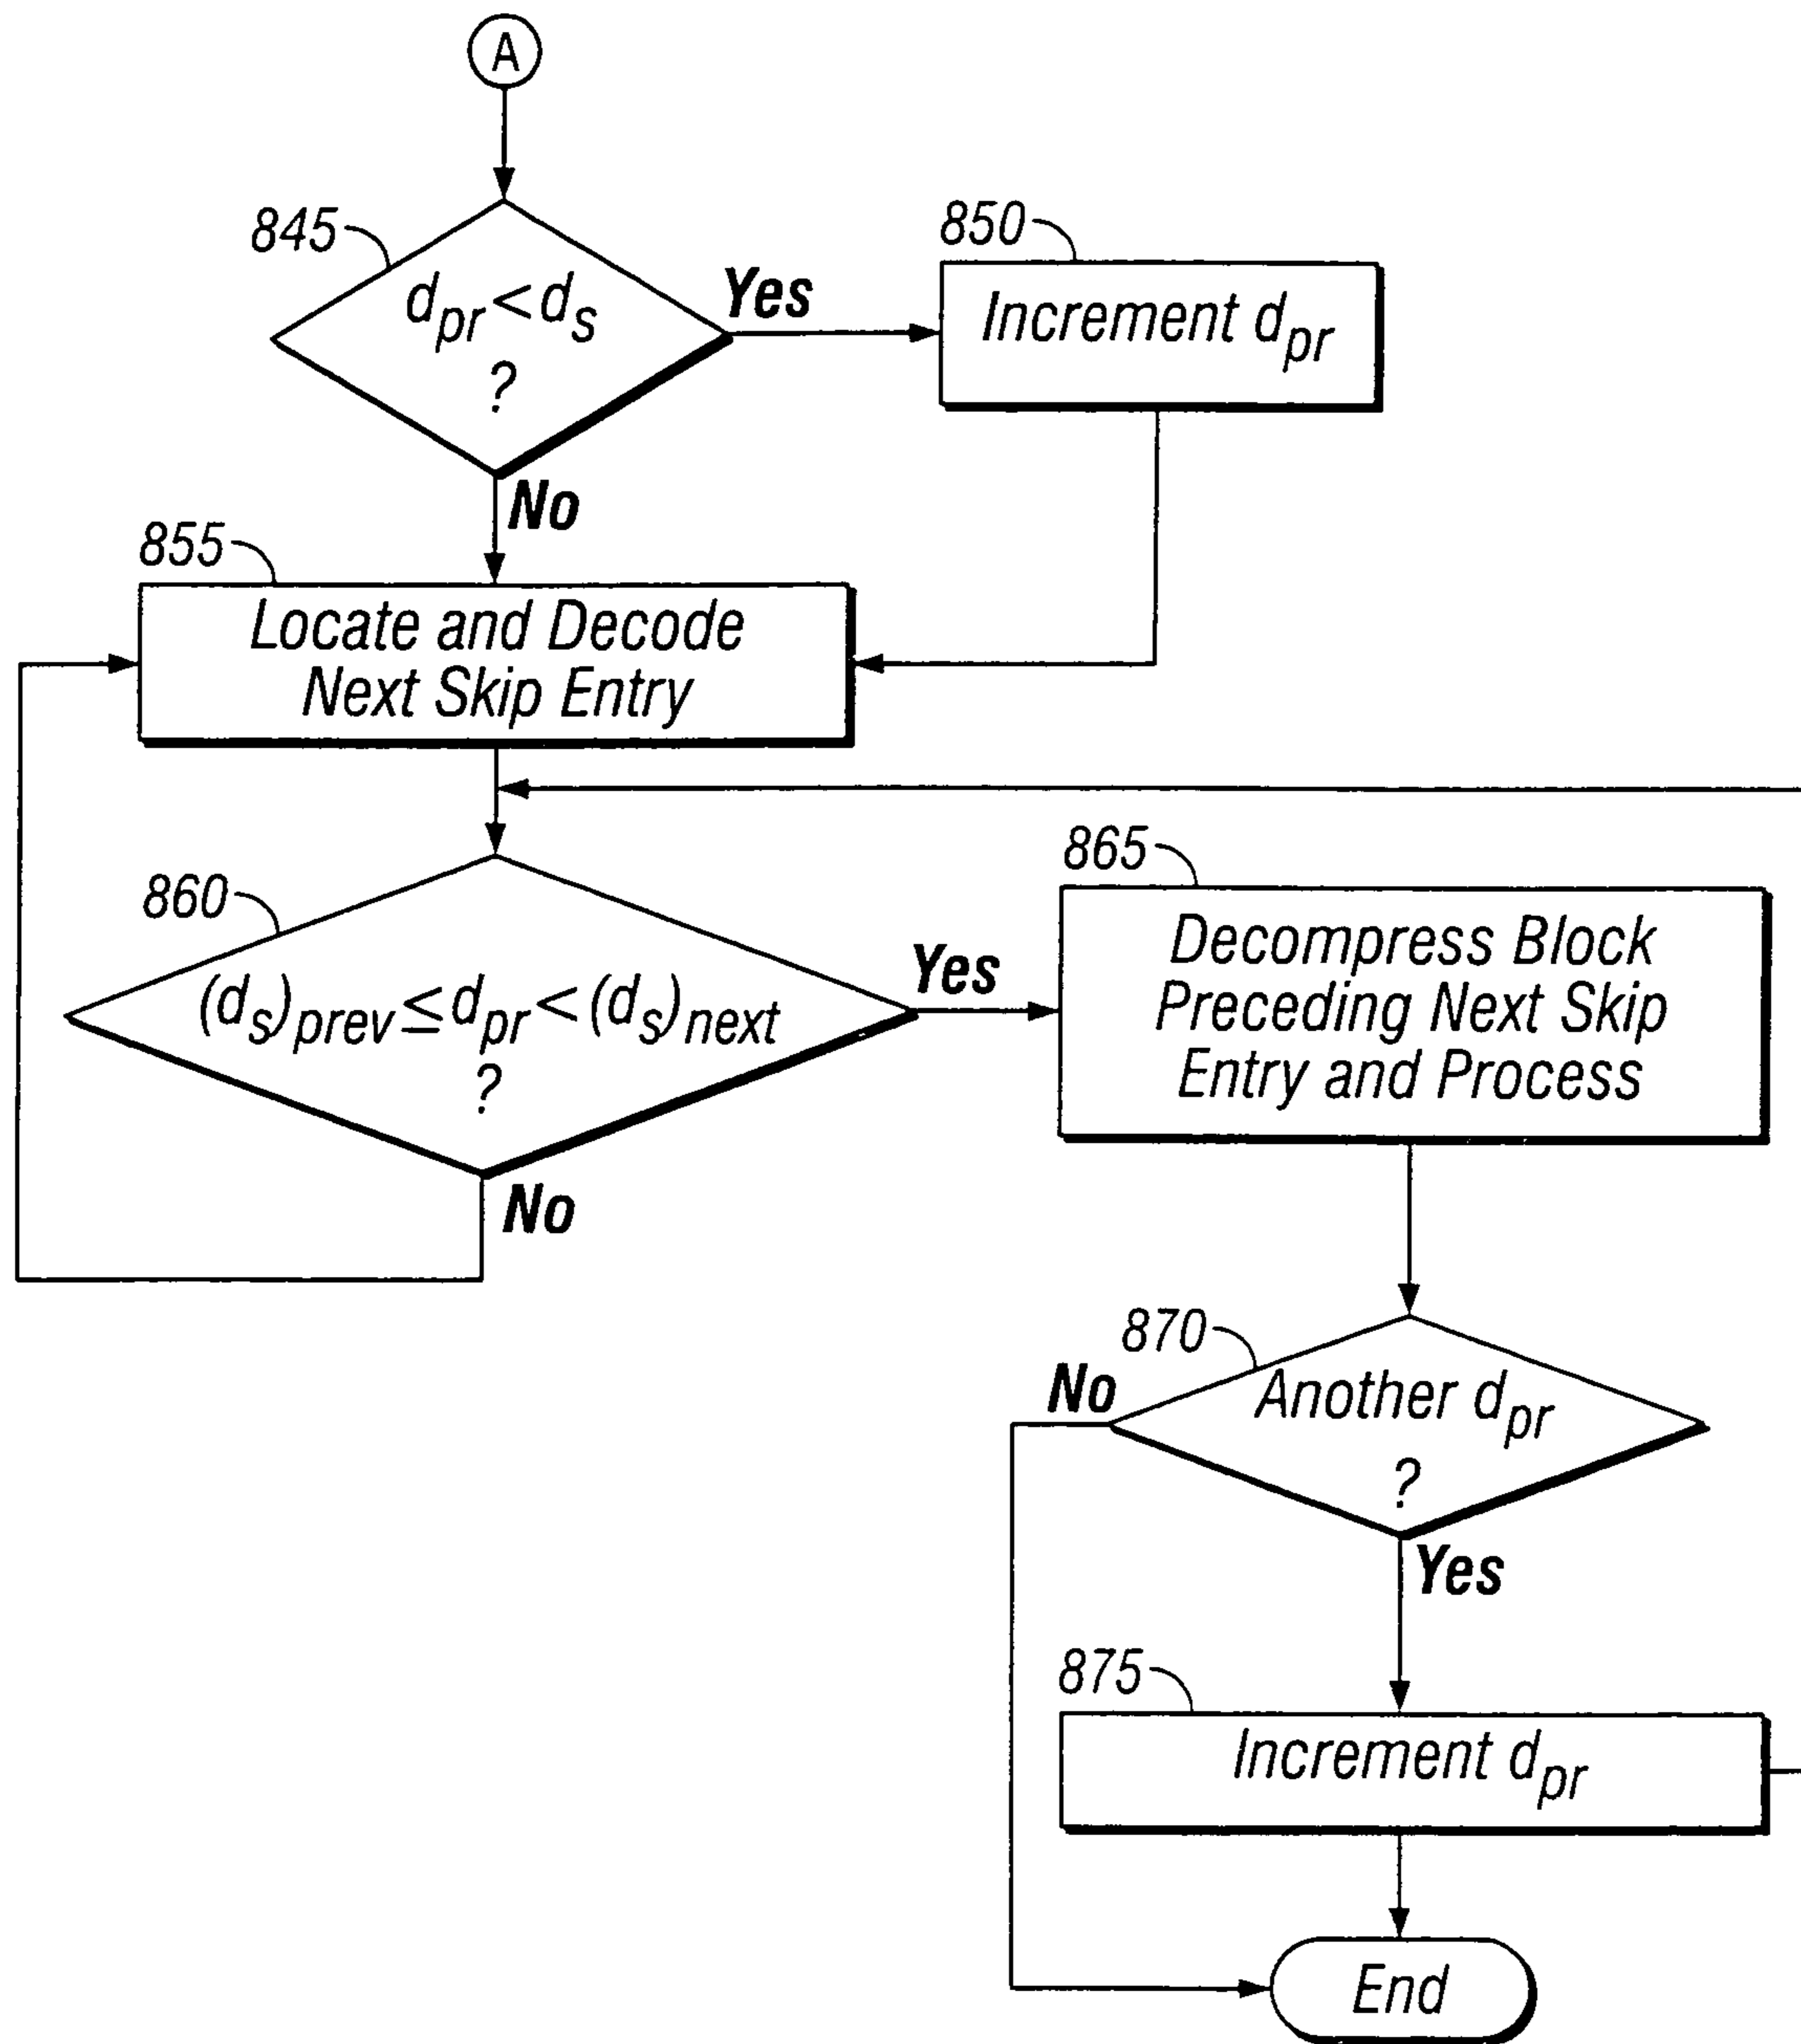 A
845
d_pr < d_s
?
Yes
850
Increment d_pr
No
855
Locate and Decode
Next Skip Entry
860
(d_s)prev ≤ d_pr < (d_s)next
?
Yes
No
865
Decompress Block
Preceding Next Skip
Entry and Process
870
No
Another d_pr
?
Yes
875
Increment d_pr
End